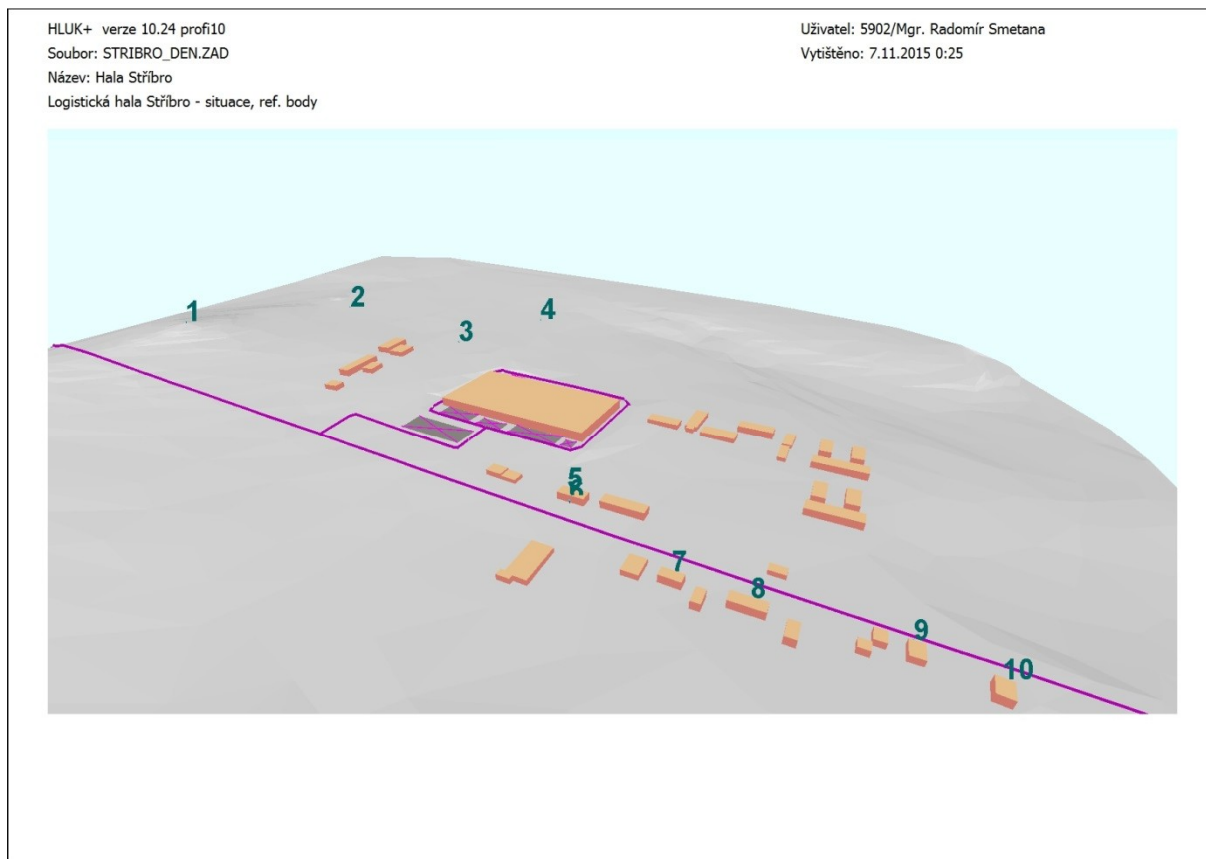 HLUK+ verze 10.24 profi10
Uživatel: 5902/Mgr. Radomír Smetana
Soubor: STRIBRO_DEN.ZAD
Vytištěno: 7.11.2015 0:25
Název: Hala Stříbro
Logistická hala Stříbro - situace, ref. body
1
2
3
4
5
7
8
9
10